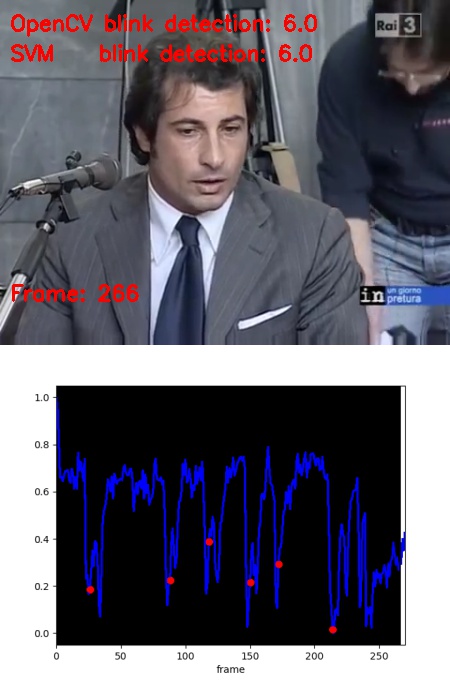 OpenCV blink detection: 6.0
SVM blink detection: 6.0
Rai 3
Frame: 266
in un giorno
pretura
1.0
0.8
0.6
0.4
0.2
0.0
0 50 100 150 200 250
frame